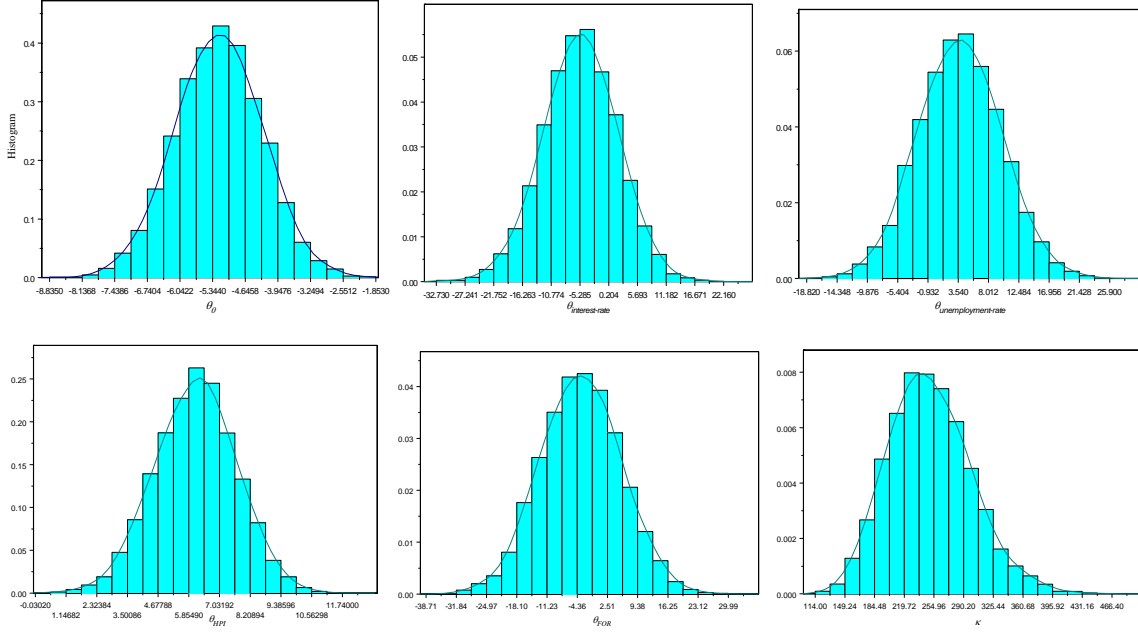 0.4
0.3
0.2
0.1
0.0
Histogram
-8.8350 -8.1368 -7.4386 -6.7404 -6.0422 -5.3440 -4.6458 -3.9476 -3.2494 -2.5512 -1.8530
θ0
0.05
0.04
0.03
0.02
0.01
0.00
-32.730 -27.241 -21.752 -16.263 -10.774 -5.285 0.204 5.693 11.182 16.671 22.160
θinterest-rate
0.06
0.04
0.02
0.00
-18.820 -14.348 -9.876 -5.404 -0.932 3.540 8.012 12.484 16.956 21.428 25.900
θunemployment-rate
0.25
0.20
0.15
0.10
0.05
0.00
-0.03020 2.32384 4.67788 7.03192 9.38596 11.74000
1.14682 3.50086 5.85490 8.20894 10.56298
θHPI
0.04
0.03
0.02
0.01
0.00
-38.71 -31.84 -24.97 -18.10 -11.23 -4.36 2.51 9.38 16.25 23.12 29.99
θFOR
0.008
0.006
0.004
0.002
0.000
114.00 149.24 184.48 219.72 254.96 290.20 325.44 360.68 395.92 431.16 466.40
κ